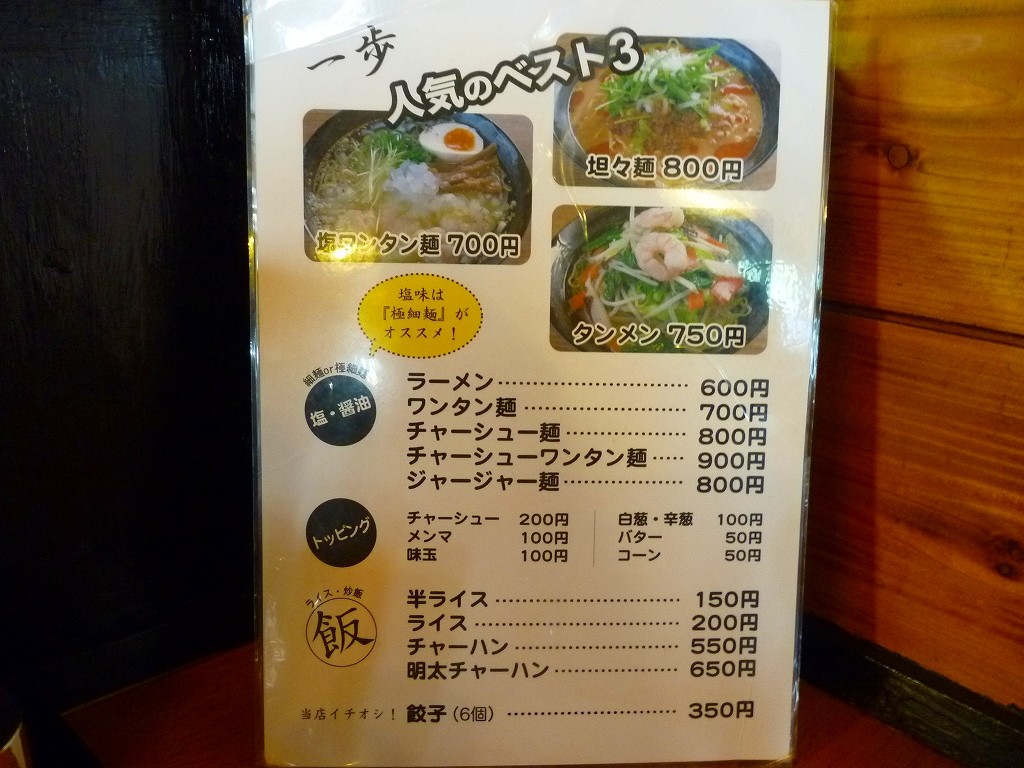 一歩
人気のベスト3
坦々麺 800円
塩ワンタン麺 700円
タンメン 750円
塩味は
『極細麺』が
オススメ!
細麺or極細麺
塩・醤油
ラーメン 600円
ワンタン麺 700円
チャーシュー麺 800円
チャーシューワンタン麺 900円
ジャージャー麺 800円
トッピング
チャーシュー 200円
メンマ 100円
味玉 100円
白葱・辛葱 100円
バター 50円
コーン 50円
ライス・炒飯
飯
半ライス 150円
ライス 200円
チャーハン 550円
明太チャーハン 650円
当店イチオシ! 餃子(6個) 350円